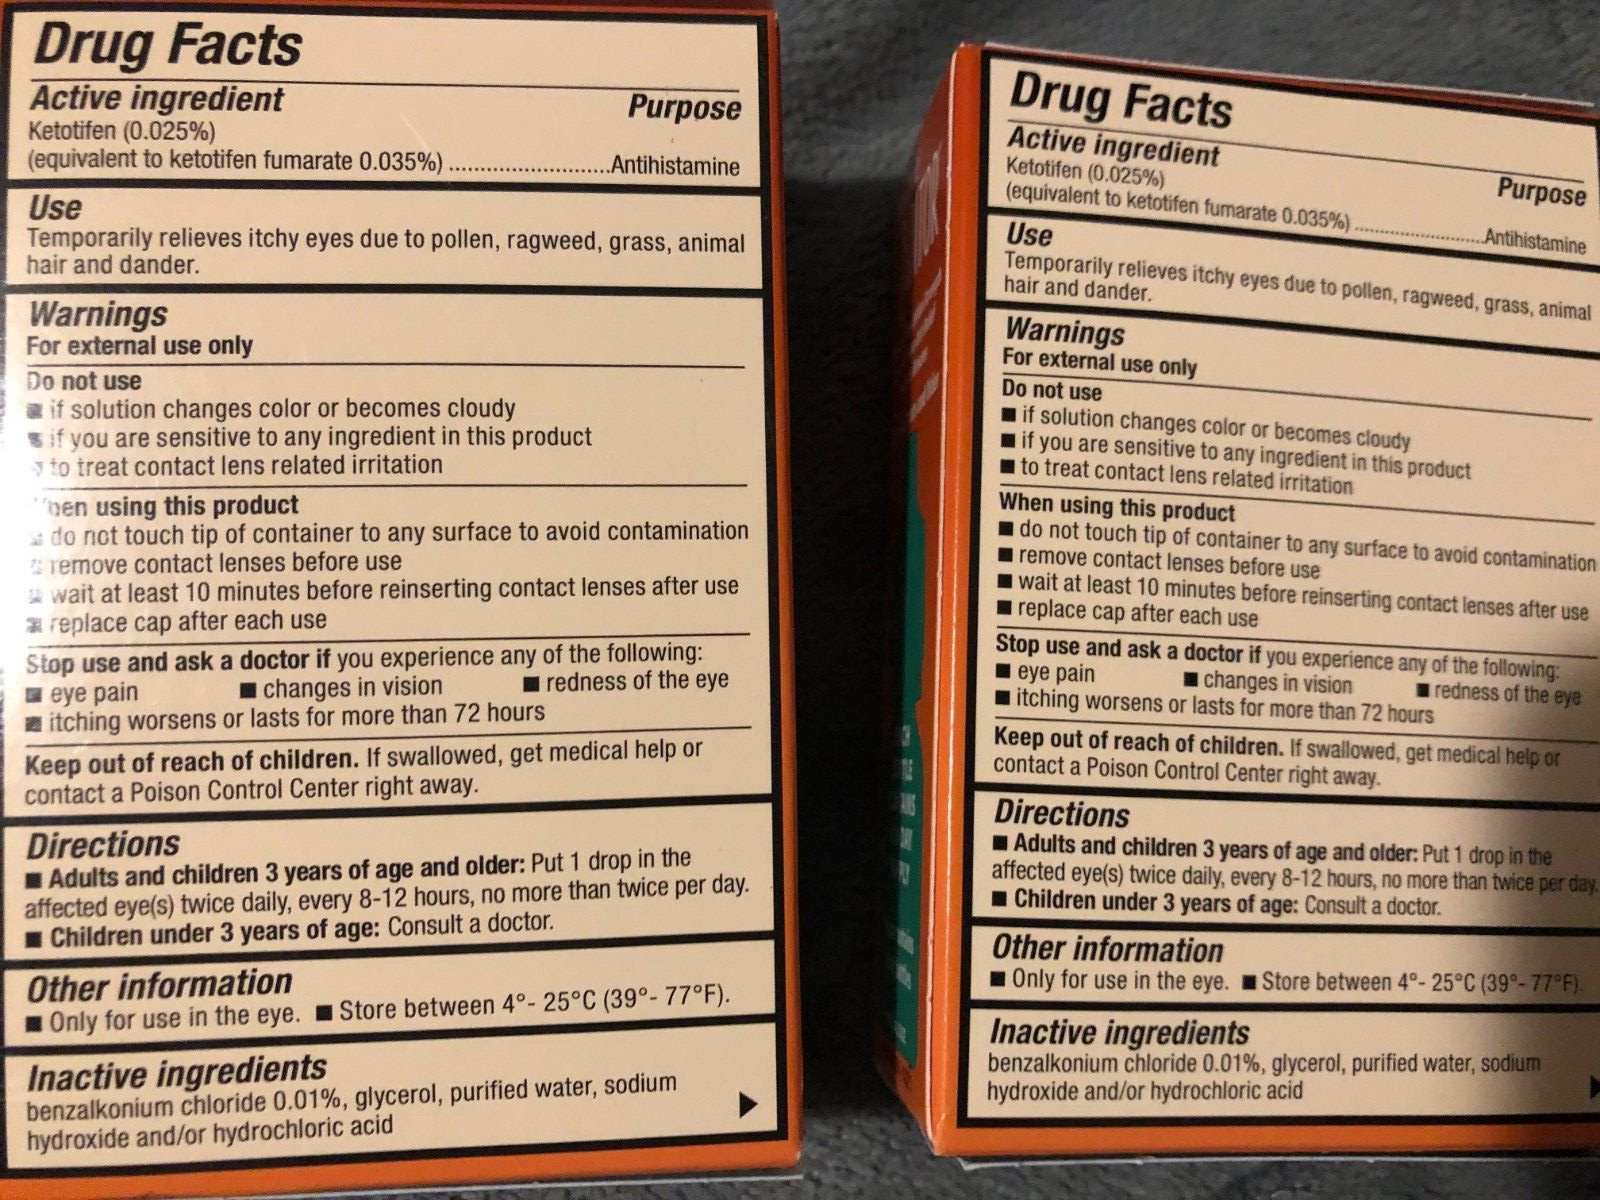 Drug Facts
Active ingredient Purpose
Ketotifen (0.025%)
(equivalent to ketotifen fumarate 0.035%) ..........................Antihistamine
Use
Temporarily relieves itchy eyes due to pollen, ragweed, grass, animal
hair and dander.
Warnings
For external use only
Do not use
■ if solution changes color or becomes cloudy
■ if you are sensitive to any ingredient in this product
■ to treat contact lens related irritation
When using this product
■ do not touch tip of container to any surface to avoid contamination
■ remove contact lenses before use
■ wait at least 10 minutes before reinserting contact lenses after use
■ replace cap after each use
Stop use and ask a doctor if you experience any of the following:
■ eye pain ■ changes in vision ■ redness of the eye
■ itching worsens or lasts for more than 72 hours
Keep out of reach of children. If swallowed, get medical help or
contact a Poison Control Center right away.
Directions
■ Adults and children 3 years of age and older: Put 1 drop in the
affected eye(s) twice daily, every 8-12 hours, no more than twice per day.
■ Children under 3 years of age: Consult a doctor.
Other information
■ Only for use in the eye. ■ Store between 4°- 25°C (39°- 77°F).
Inactive ingredients
benzalkonium chloride 0.01%, glycerol, purified water, sodium
hydroxide and/or hydrochloric acid
Drug Facts
Active ingredient Purpose
Ketotifen (0.025%)
(equivalent to ketotifen fumarate 0.035%) ..........................Antihistamine
Use
Temporarily relieves itchy eyes due to pollen, ragweed, grass, animal
hair and dander.
Warnings
For external use only
Do not use
■ if solution changes color or becomes cloudy
■ if you are sensitive to any ingredient in this product
■ to treat contact lens related irritation
When using this product
■ do not touch tip of container to any surface to avoid contamination
■ remove contact lenses before use
■ wait at least 10 minutes before reinserting contact lenses after use
■ replace cap after each use
Stop use and ask a doctor if you experience any of the following:
■ eye pain ■ changes in vision ■ redness of the eye
■ itching worsens or lasts for more than 72 hours
Keep out of reach of children. If swallowed, get medical help or
contact a Poison Control Center right away.
Directions
■ Adults and children 3 years of age and older: Put 1 drop in the
affected eye(s) twice daily, every 8-12 hours, no more than twice per day.
■ Children under 3 years of age: Consult a doctor.
Other information
■ Only for use in the eye. ■ Store between 4°- 25°C (39°- 77°F).
Inactive ingredients
benzalkonium chloride 0.01%, glycerol, purified water, sodium
hydroxide and/or hydrochloric acid